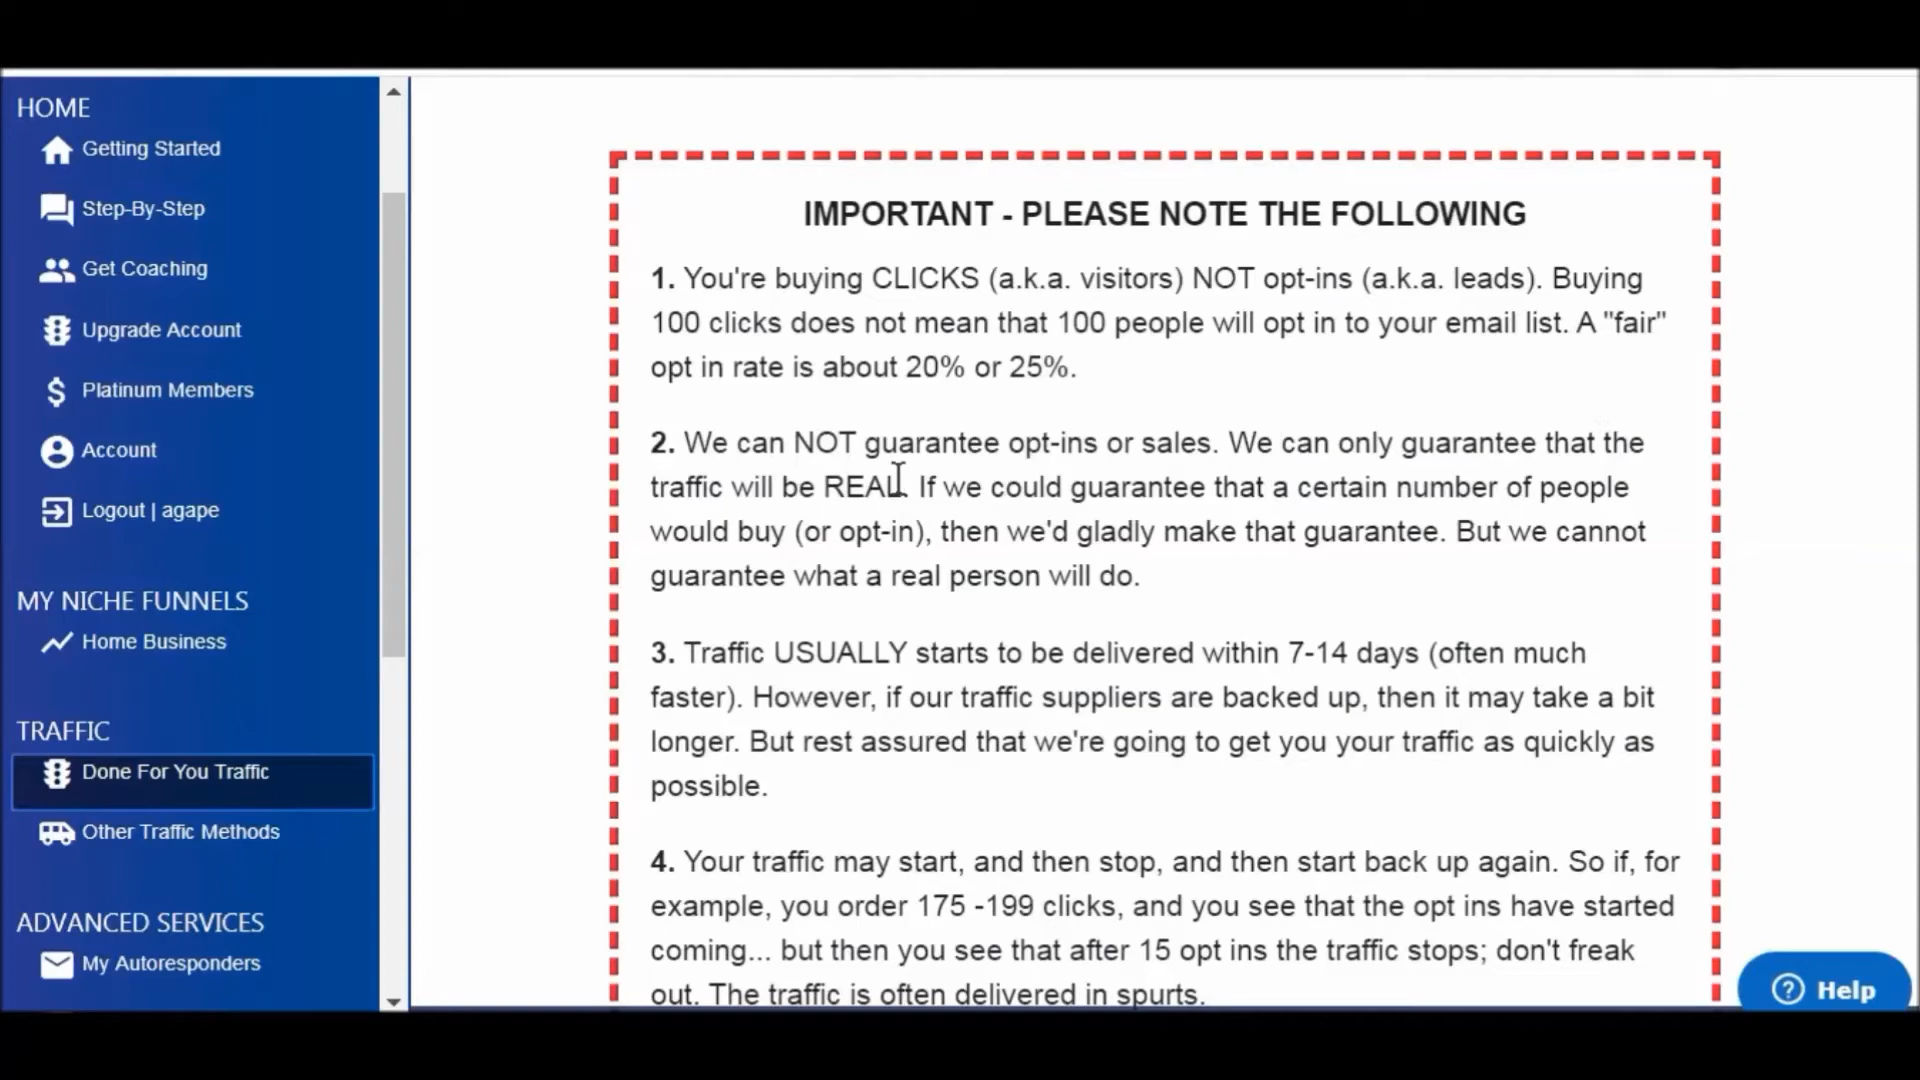 HOME
Getting Started
Step-By-Step
Get Coaching
Upgrade Account
Platinum Members
Account
Logout | agape
MY NICHE FUNNELS
Home Business
TRAFFIC
Done For You Traffic
Other Traffic Methods
ADVANCED SERVICES
My Autoresponders
IMPORTANT - PLEASE NOTE THE FOLLOWING
1. You're buying CLICKS (a.k.a. visitors) NOT opt-ins (a.k.a. leads). Buying
100 clicks does not mean that 100 people will opt in to your email list. A "fair"
opt in rate is about 20% or 25%.
2. We can NOT guarantee opt-ins or sales. We can only guarantee that the
traffic will be REAL. If we could guarantee that a certain number of people
would buy (or opt-in), then we'd gladly make that guarantee. But we cannot
guarantee what a real person will do.
3. Traffic USUALLY starts to be delivered within 7-14 days (often much
faster). However, if our traffic suppliers are backed up, then it may take a bit
longer. But rest assured that we're going to get you your traffic as quickly as
possible.
4. Your traffic may start, and then stop, and then start back up again. So if, for
example, you order 175 -199 clicks, and you see that the opt ins have started
coming... but then you see that after 15 opt ins the traffic stops; don't freak
out. The traffic is often delivered in spurts.
Help